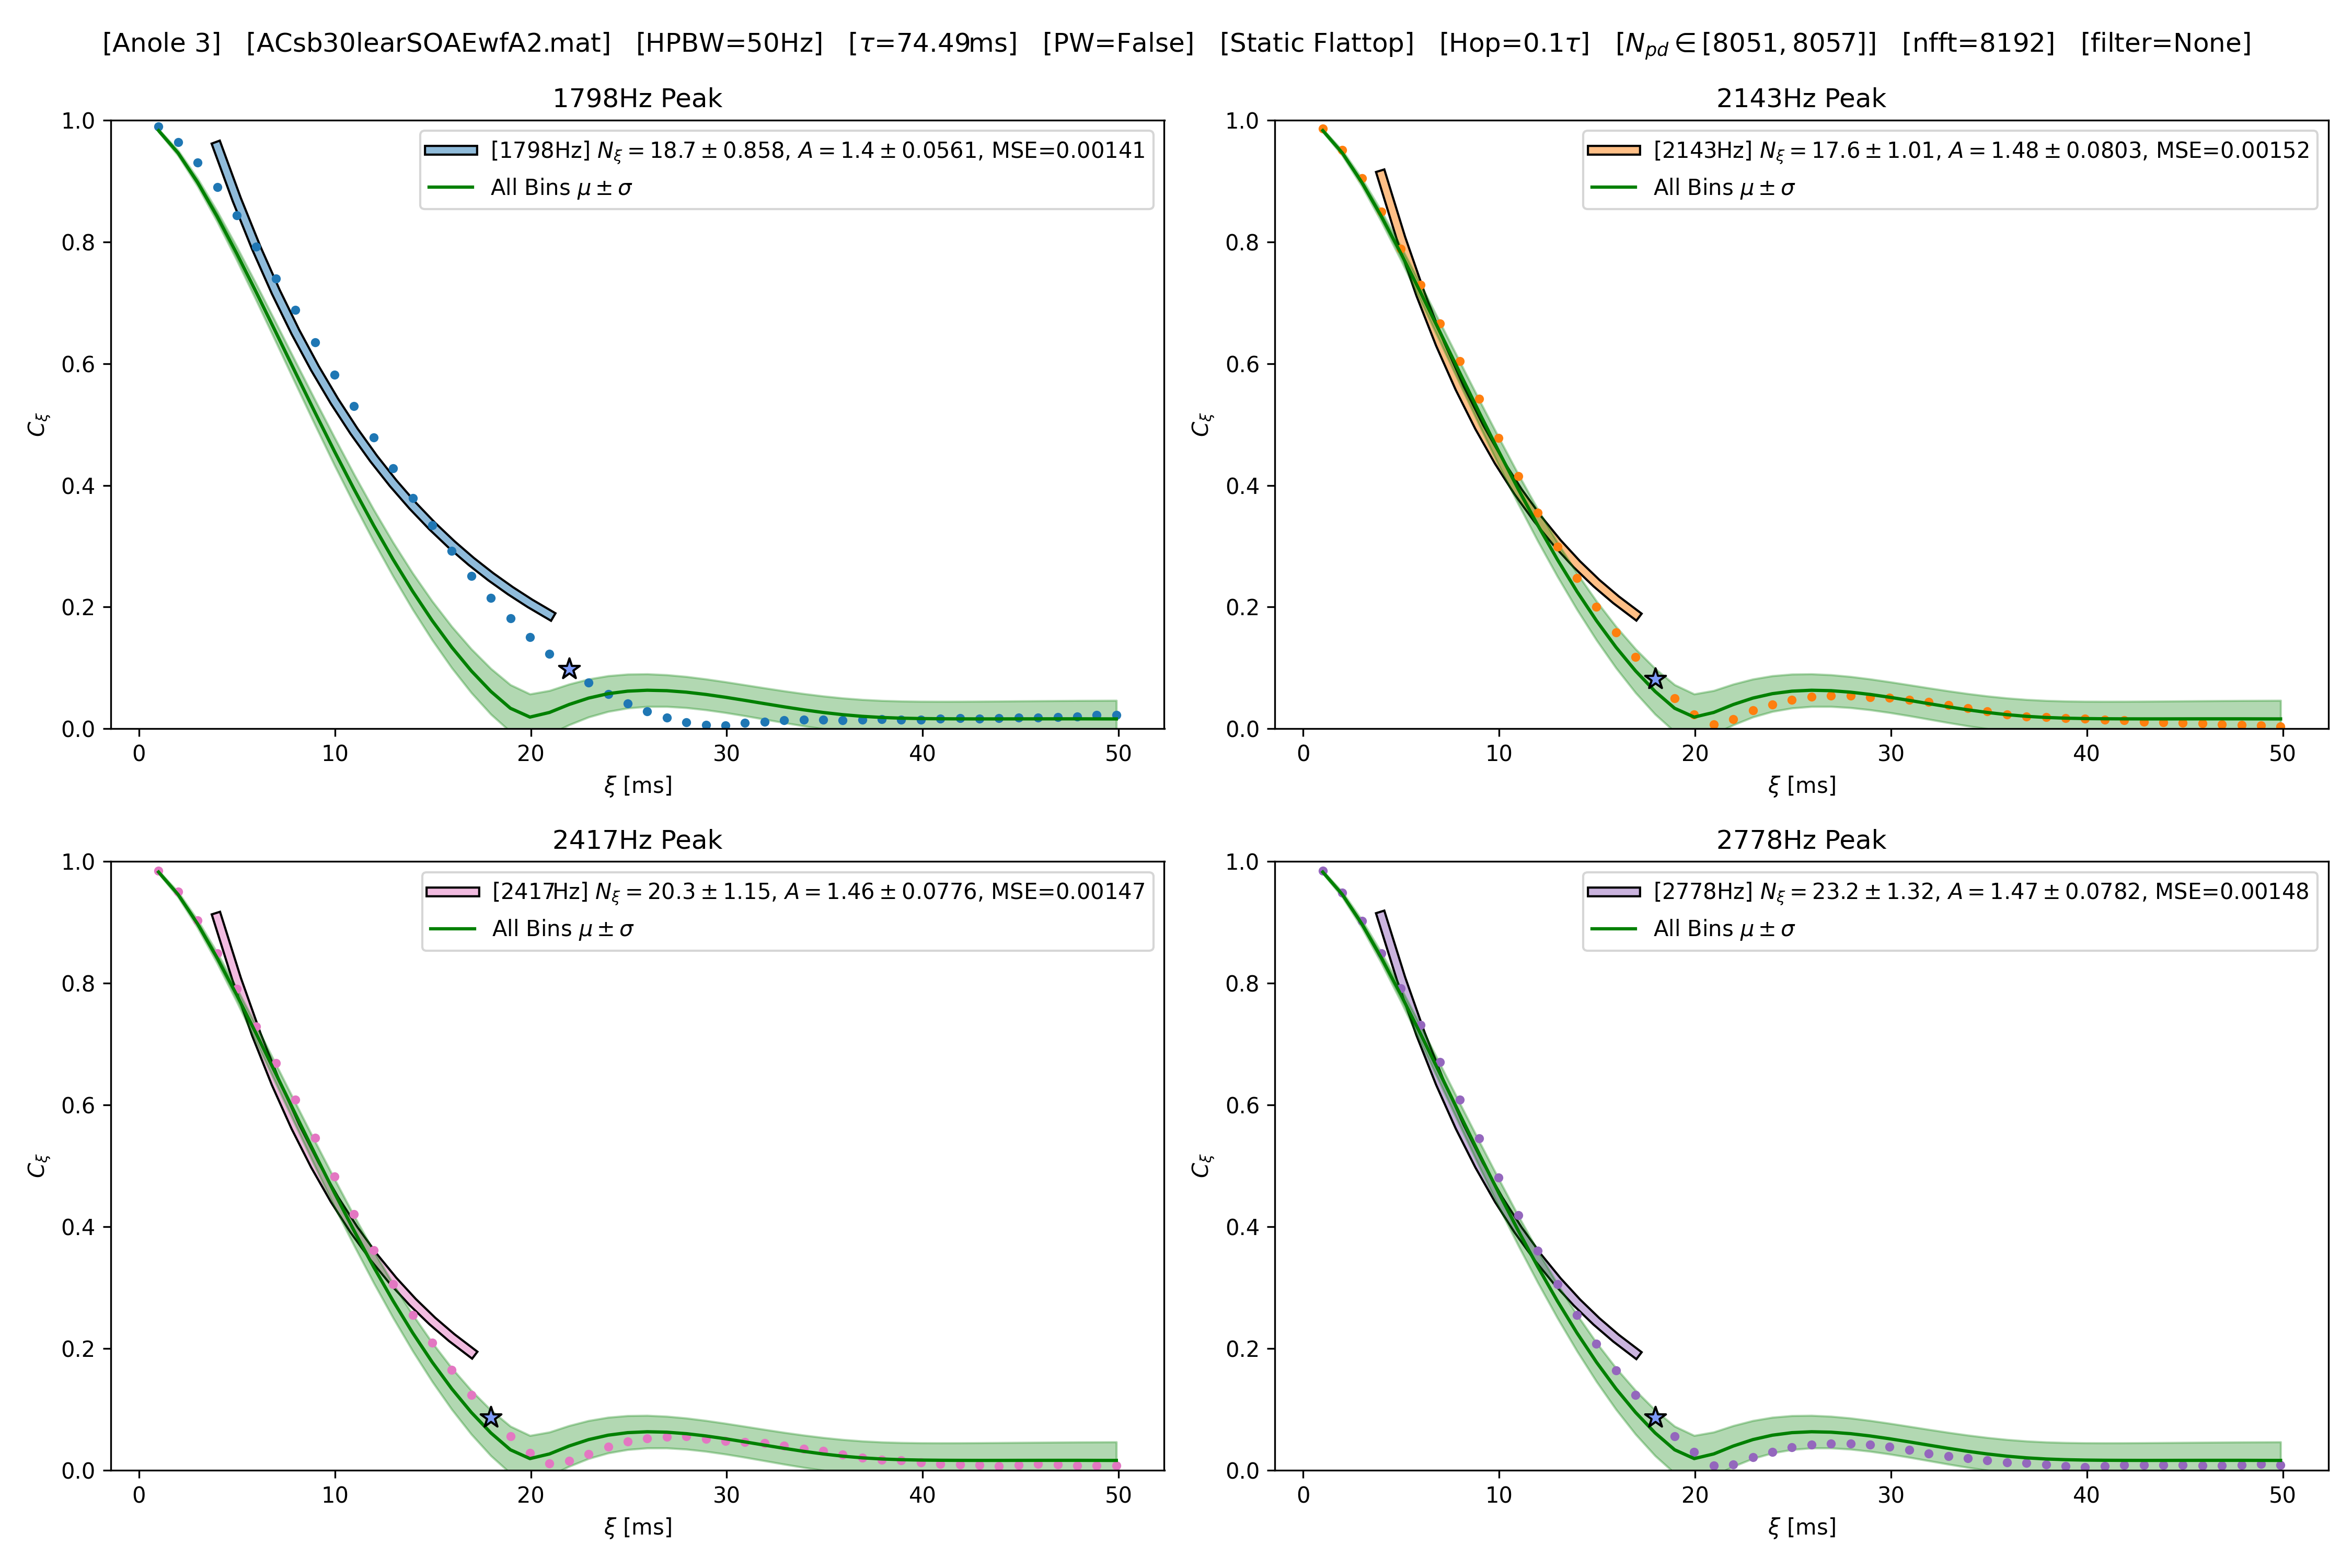 [Anole 3] [ACsb30learSOAEwfA2.mat] [HPBW=50Hz] [τ=74.49ms] [PW=False] [Static Flattop] [Hop=0.1τ] [N_{pd} ∈ [8051, 8057]] [nfft=8192] [filter=None]
1798Hz Peak
[1798Hz] N_ξ = 18.7 ± 0.858, A = 1.4 ± 0.0561, MSE=0.00141
All Bins μ ± σ
1.0
0.8
0.6
0.4
0.2
0.0
C_ξ
0 10 20 30 40 50
ξ [ms]
2143Hz Peak
[2143Hz] N_ξ = 17.6 ± 1.01, A = 1.48 ± 0.0803, MSE=0.00152
All Bins μ ± σ
1.0
0.8
0.6
0.4
0.2
0.0
C_ξ
0 10 20 30 40 50
ξ [ms]
2417Hz Peak
[2417Hz] N_ξ = 20.3 ± 1.15, A = 1.46 ± 0.0776, MSE=0.00147
All Bins μ ± σ
1.0
0.8
0.6
0.4
0.2
0.0
C_ξ
0 10 20 30 40 50
ξ [ms]
2778Hz Peak
[2778Hz] N_ξ = 23.2 ± 1.32, A = 1.47 ± 0.0782, MSE=0.00148
All Bins μ ± σ
1.0
0.8
0.6
0.4
0.2
0.0
C_ξ
0 10 20 30 40 50
ξ [ms]